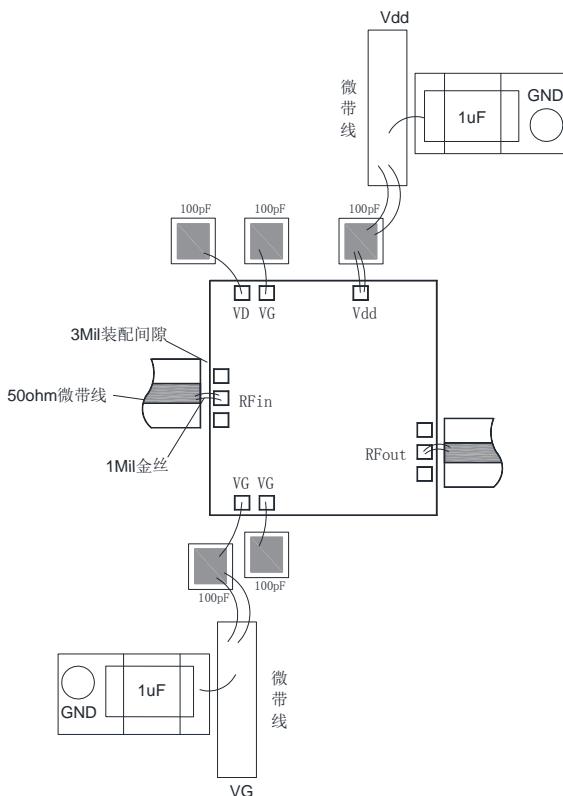 Vdd
微带线
1uF
GND
100pF
100pF
100pF
VD
VG
Vdd
3Mil装配间隙
50ohm微带线
RFin
1Mil金丝
RFout
VG
VG
100pF
100pF
微带线
1uF
GND
VG